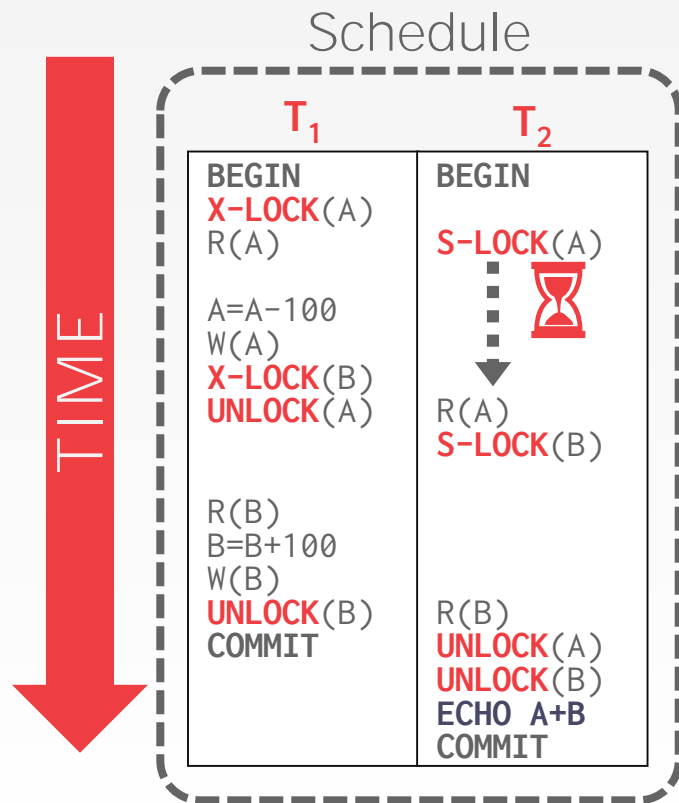 Schedule
TIME
T₁ T₂
BEGIN BEGIN
X-LOCK(A)
R(A) S-LOCK(A)
A=A-100
W(A)
X-LOCK(B)
UNLOCK(A) R(A)
S-LOCK(B)
R(B)
B=B+100
W(B)
UNLOCK(B) R(B)
COMMIT UNLOCK(A)
UNLOCK(B)
ECHO A+B
COMMIT